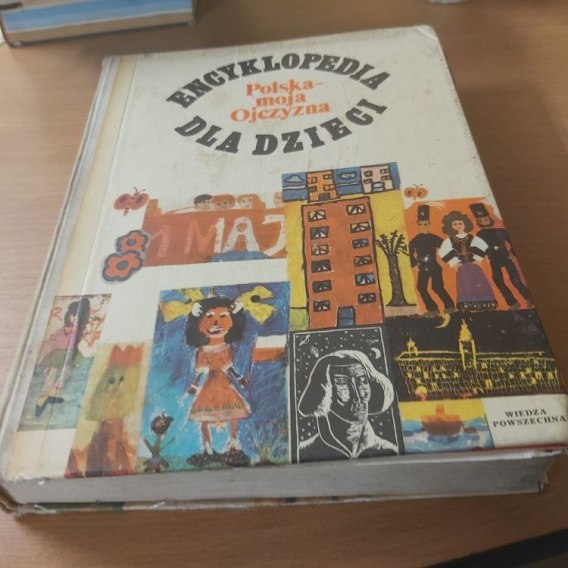 ENCYKLOPEDIA
Polska-
moja
Ojczyzna
DLA DZIECI
1 MAJ
WIEDZA
POWSZECHNA